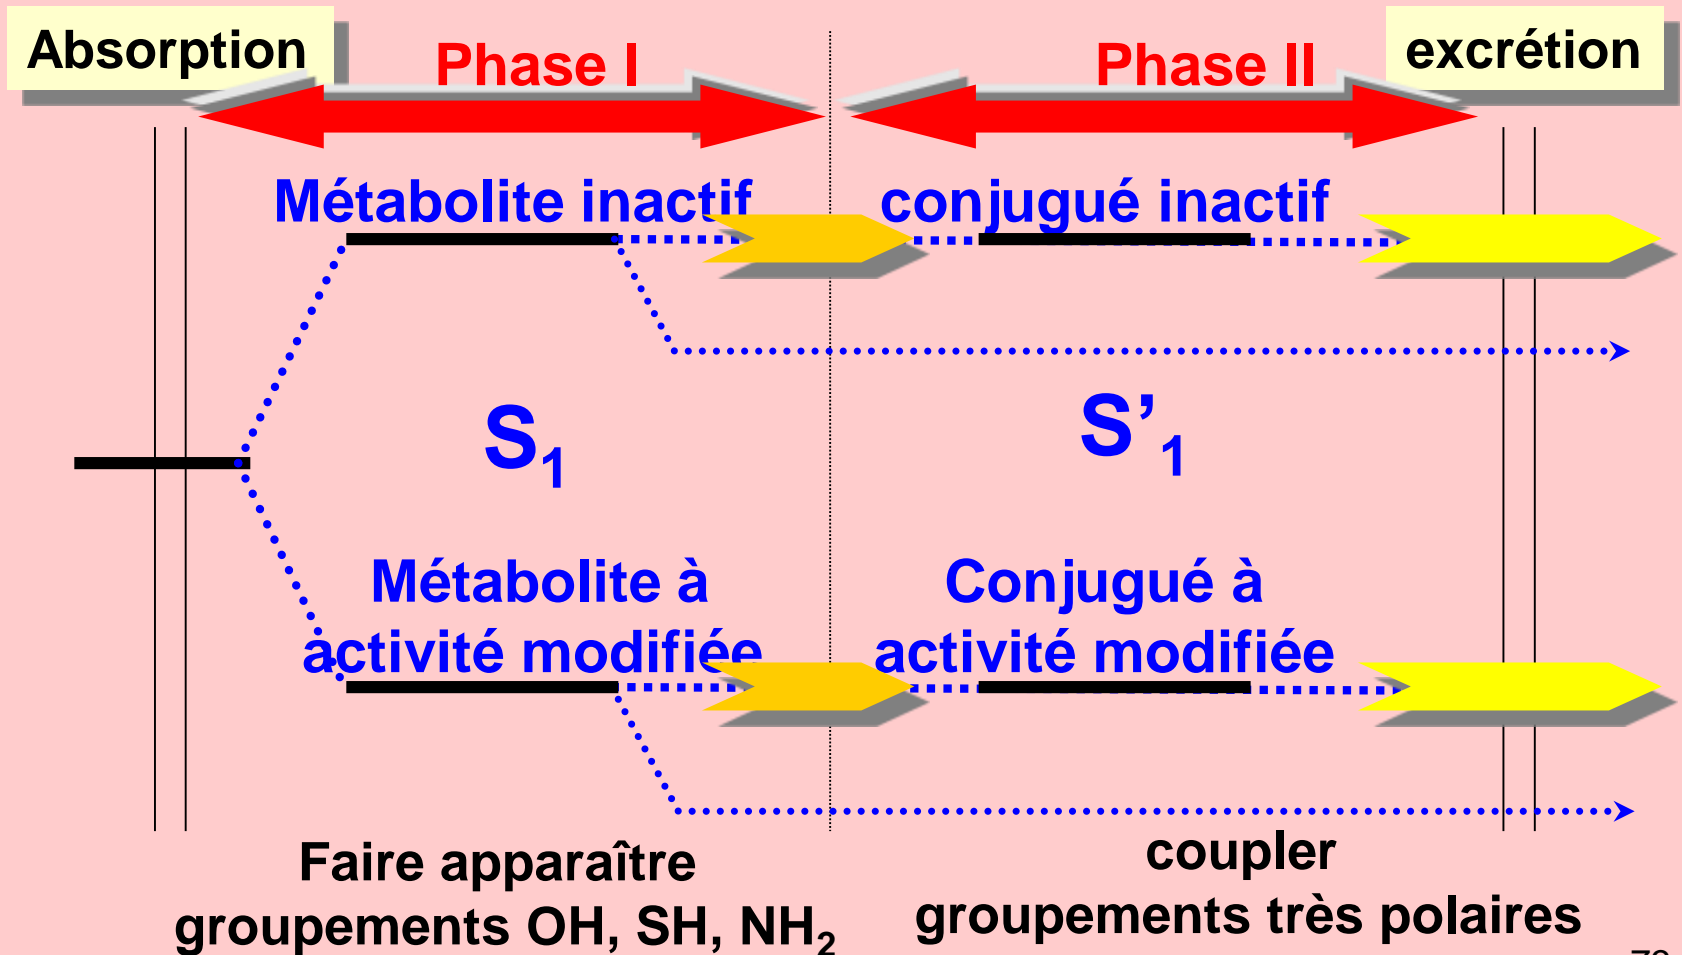 Absorption
Phase I
Phase II
excrétion
Métabolite inactif
conjugué inactif
S₁
S’₁
Métabolite à
activité modifiée
Conjugué à
activité modifiée
Faire apparaître
groupements OH, SH, NH₂
coupler
groupements très polaires